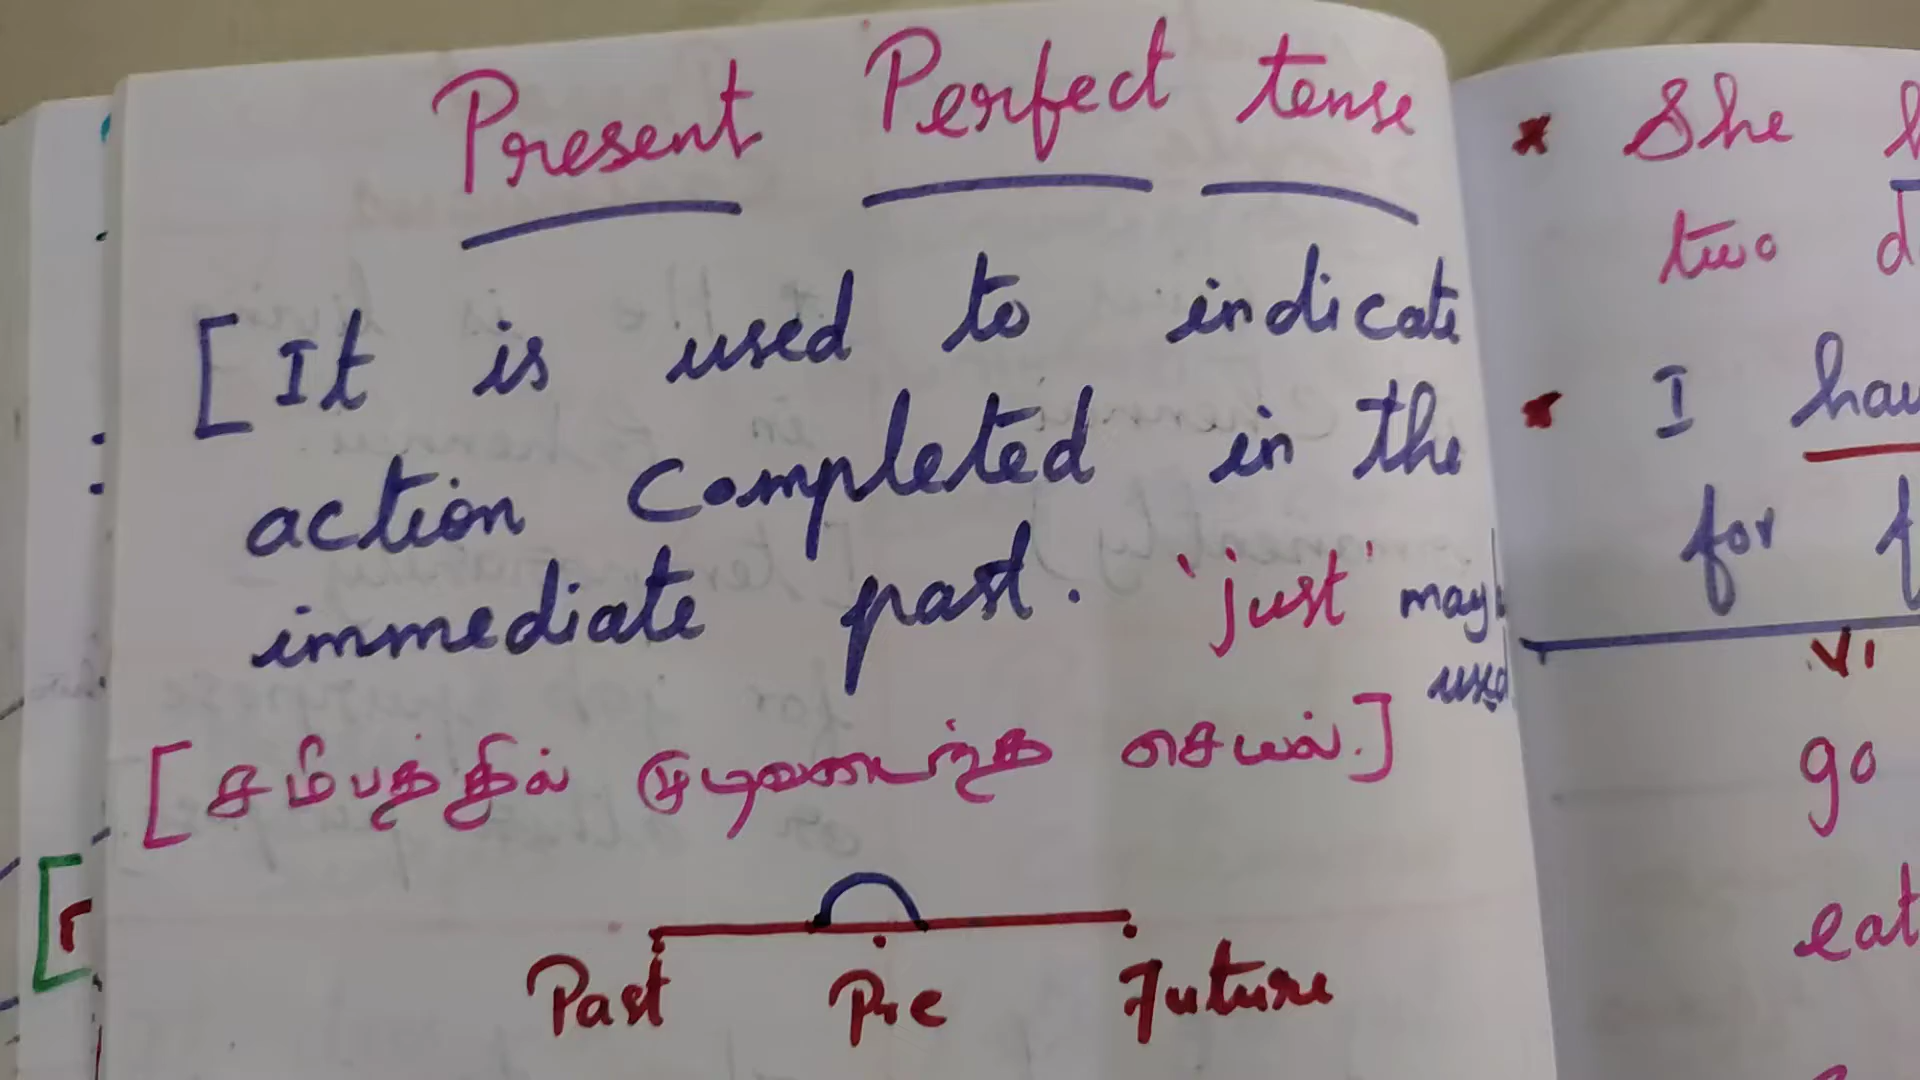 Present Perfect tense
[It is used to indicate
action completed in the
immediate past. 'just' may
used
[சமீபத்தில் முடிவடைந்த செயல்.]
Past Pre Future
She
two
I
for
V1
go
eat